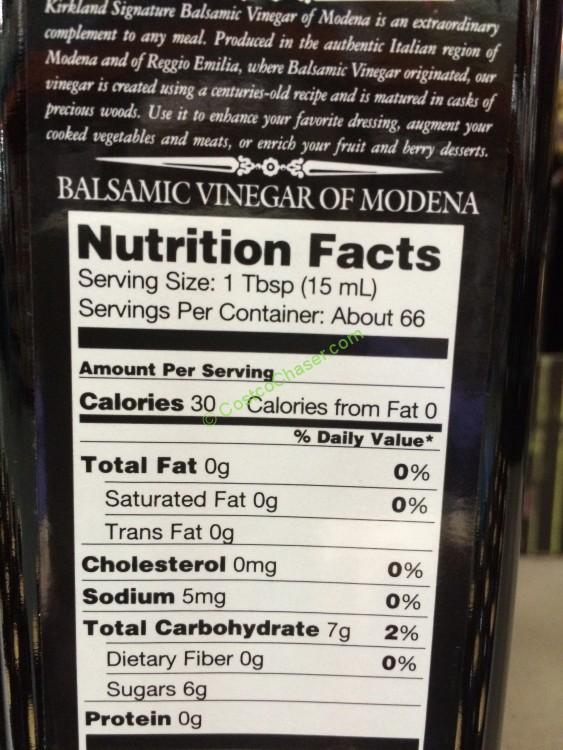 Kirkland Signature Balsamic Vinegar of Modena is an extraordinary
complement to any meal. Produced in the authentic Italian region of
Modena and of Reggio Emilia, where Balsamic Vinegar originated, our
vinegar is created using a centuries-old recipe and is matured in casks of
precious woods. Use it to enhance your favorite dressing, augment your
cooked vegetables and meats, or enrich your fruit and berry desserts.
BALSAMIC VINEGAR OF MODENA
Nutrition Facts
Serving Size: 1 Tbsp (15 mL)
Servings Per Container: About 66
Amount Per Serving
Calories 30 Calories from Fat 0
© CostcoChaser.com
% Daily Value*
Total Fat 0g 0%
Saturated Fat 0g 0%
Trans Fat 0g
Cholesterol 0mg 0%
Sodium 5mg 0%
Total Carbohydrate 7g 2%
Dietary Fiber 0g 0%
Sugars 6g
Protein 0g